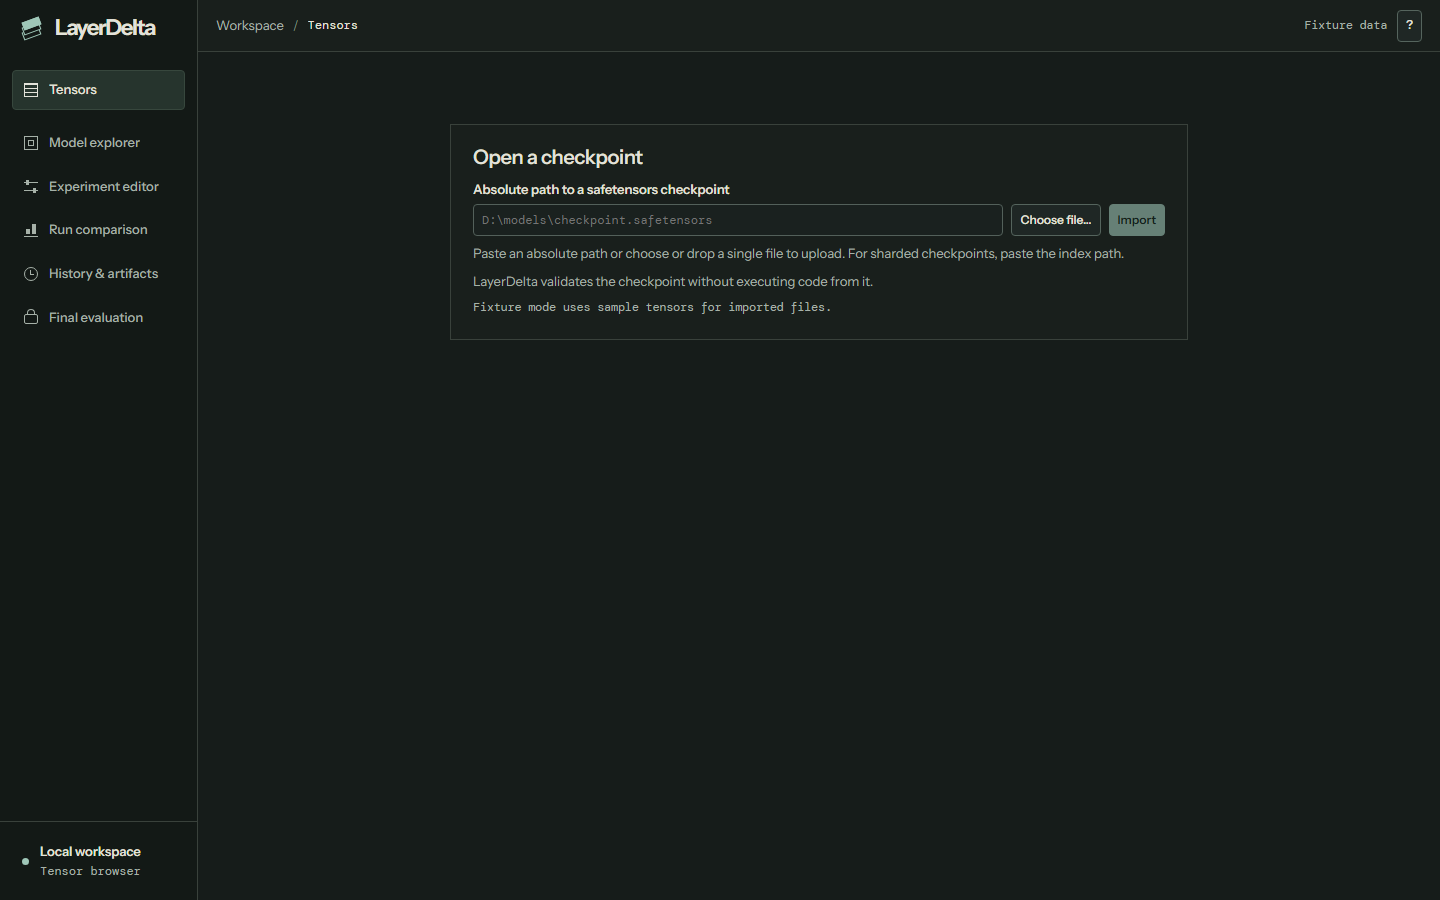 LayerDelta
Workspace / Tensors
Fixture data ?
Tensors
Model explorer
Experiment editor
Run comparison
History & artifacts
Final evaluation
Open a checkpoint
Absolute path to a safetensors checkpoint
D:\models\checkpoint.safetensors
Choose file...
Import
Paste an absolute path or choose or drop a single file to upload. For sharded checkpoints, paste the index path.
LayerDelta validates the checkpoint without executing code from it.
Fixture mode uses sample tensors for imported files.
Local workspace
Tensor browser